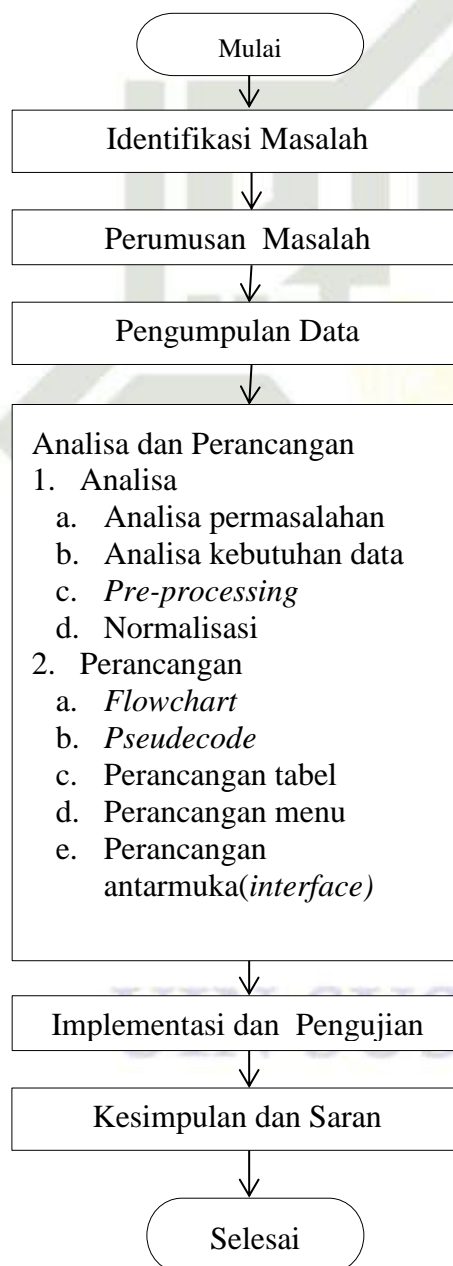 Mulai
Identifikasi Masalah
Perumusan Masalah
Pengumpulan Data
Analisa dan Perancangan
1. Analisa
a. Analisa permasalahan
b. Analisa kebutuhan data
c. Pre-processing
d. Normalisasi
2. Perancangan
a. Flowchart
b. Pseudecode
c. Perancangan tabel
d. Perancangan menu
e. Perancangan
antarmuka(interface)
Implementasi dan Pengujian
Kesimpulan dan Saran
Selesai